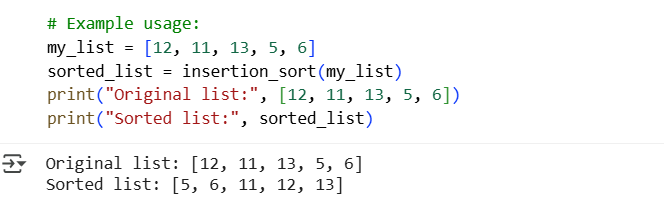 # Example usage:
my_list = [12, 11, 13, 5, 6]
sorted_list = insertion_sort(my_list)
print("Original list:", [12, 11, 13, 5, 6])
print("Sorted list:", sorted_list)
Original list: [12, 11, 13, 5, 6]
Sorted list: [5, 6, 11, 12, 13]